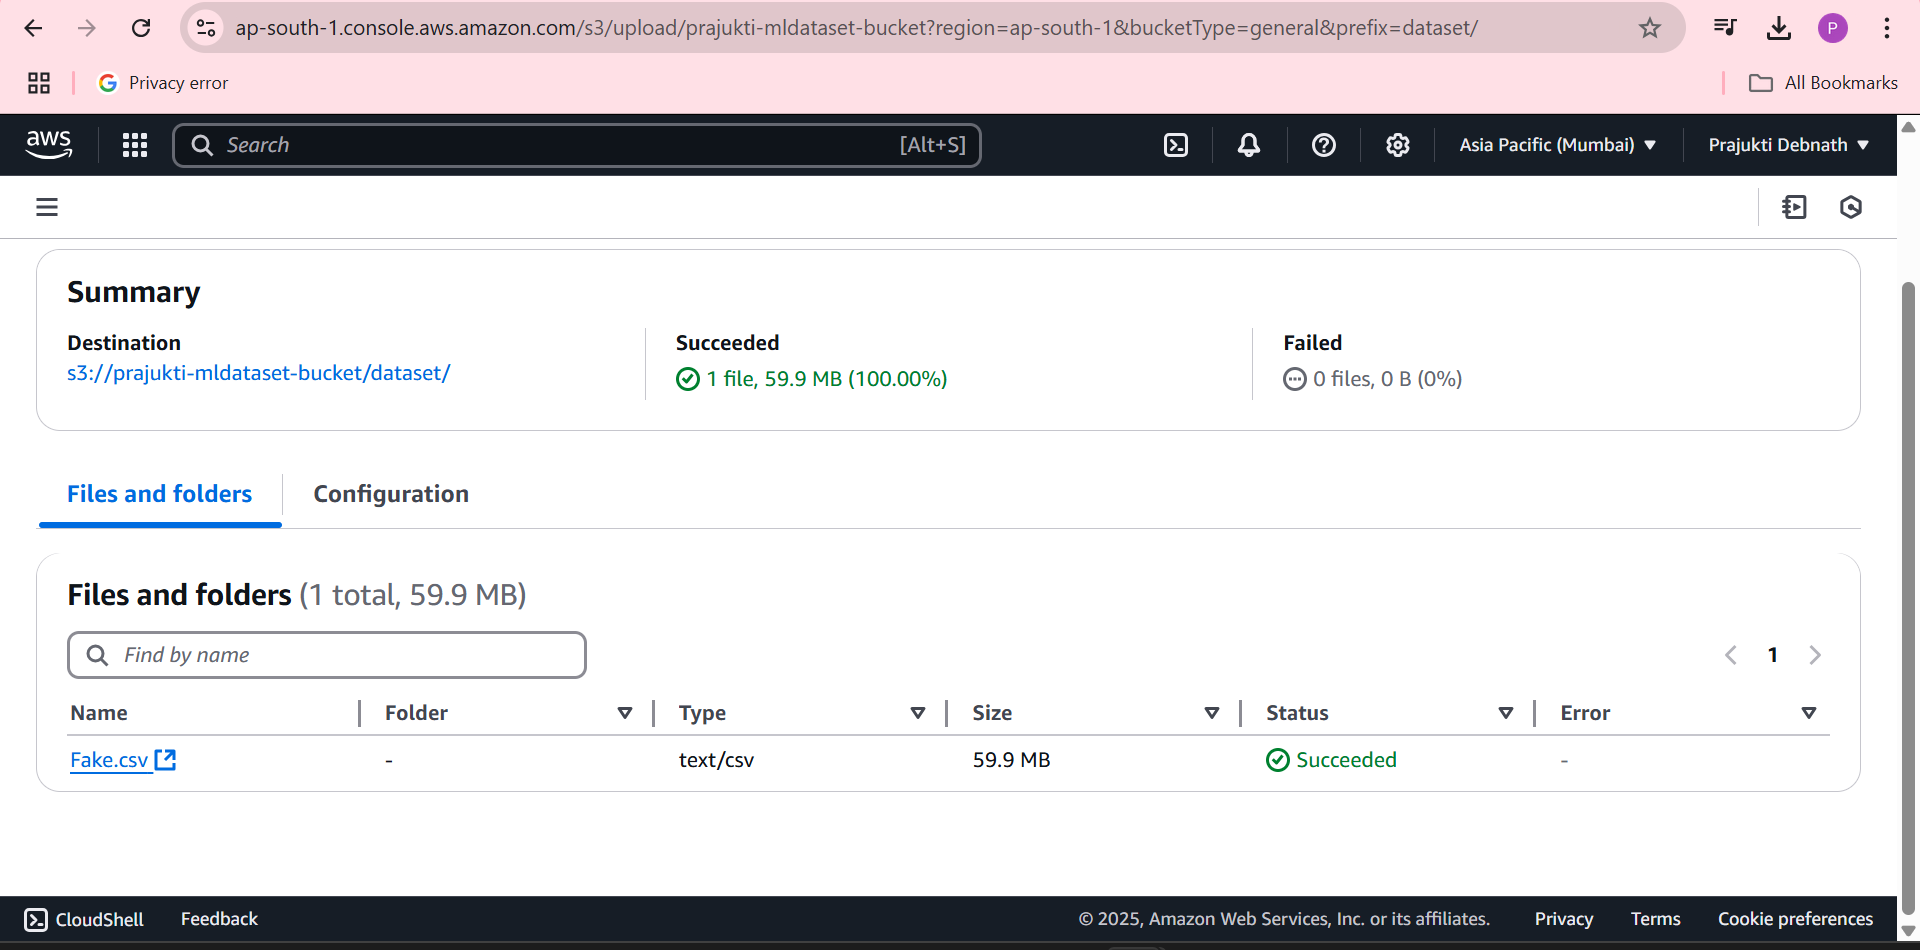 ap-south-1.console.aws.amazon.com/s3/upload/prajukti-mldataset-bucket?region=ap-south-1&bucketType=general&prefix=dataset/
P
Privacy error
All Bookmarks
aws
Search
[Alt+S]
Asia Pacific (Mumbai)
Prajukti Debnath
Summary
Destination
s3://prajukti-mldataset-bucket/dataset/
Succeeded
1 file, 59.9 MB (100.00%)
Failed
0 files, 0 B (0%)
Files and folders
Configuration
Files and folders (1 total, 59.9 MB)
Find by name
1
Name Folder Type Size Status Error
Fake.csv - text/csv 59.9 MB Succeeded -
CloudShell Feedback © 2025, Amazon Web Services, Inc. or its affiliates. Privacy Terms Cookie preferences